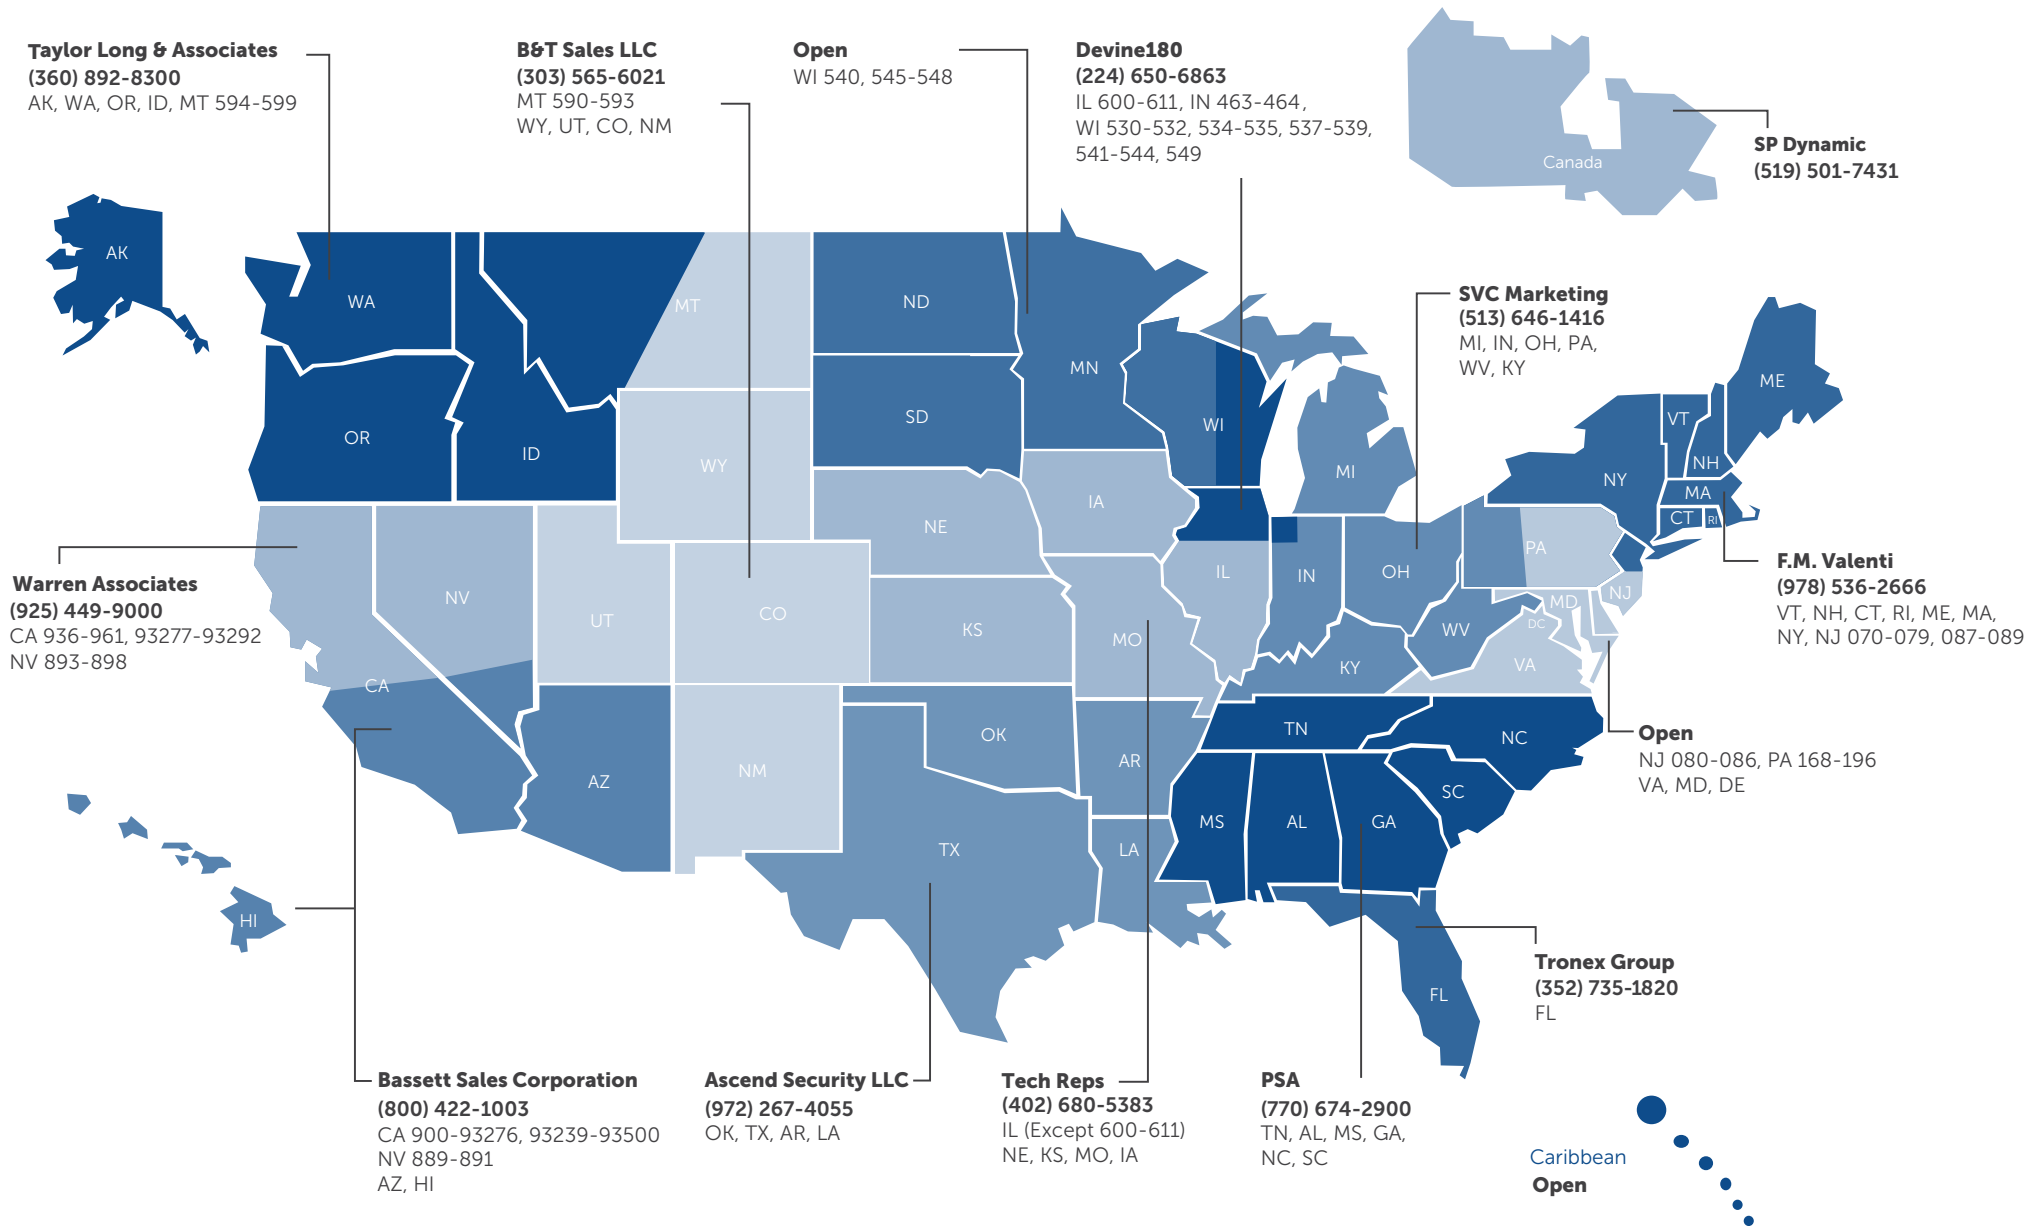 Taylor Long & Associates
(360) 892-8300
AK, WA, OR, ID, MT 594-599
B&T Sales LLC
(303) 565-6021
MT 590-593
WY, UT, CO, NM
Open
WI 540, 545-548
Devine180
(224) 650-6863
IL 600-611, IN 463-464,
WI 530-532, 534-535, 537-539,
541-544, 549
Canada
SP Dynamic
(519) 501-7431
AK
WA
MT
ND
MN
OR
ID
WY
SD
WI
MI
SVC Marketing
(513) 646-1416
MI, IN, OH, PA,
WV, KY
ME
VT
NH
NY
MA
CT
RI
Warren Associates
(925) 449-9000
CA 936-961, 93277-93292
NV 893-898
NV
UT
CO
NE
IA
KS
MO
IL
IN
OH
PA
NJ
MD
DC
WV
VA
KY
F.M. Valenti
(978) 536-2666
VT, NH, CT, RI, ME, MA,
NY, NJ 070-079, 087-089
CA
AZ
NM
OK
AR
TN
NC
SC
TX
LA
MS
AL
GA
Open
NJ 080-086, PA 168-196
VA, MD, DE
HI
FL
Tronex Group
(352) 735-1820
FL
Bassett Sales Corporation
(800) 422-1003
CA 900-93276, 93239-93500
NV 889-891
AZ, HI
Ascend Security LLC
(972) 267-4055
OK, TX, AR, LA
Tech Reps
(402) 680-5383
IL (Except 600-611)
NE, KS, MO, IA
PSA
(770) 674-2900
TN, AL, MS, GA,
NC, SC
Caribbean
Open